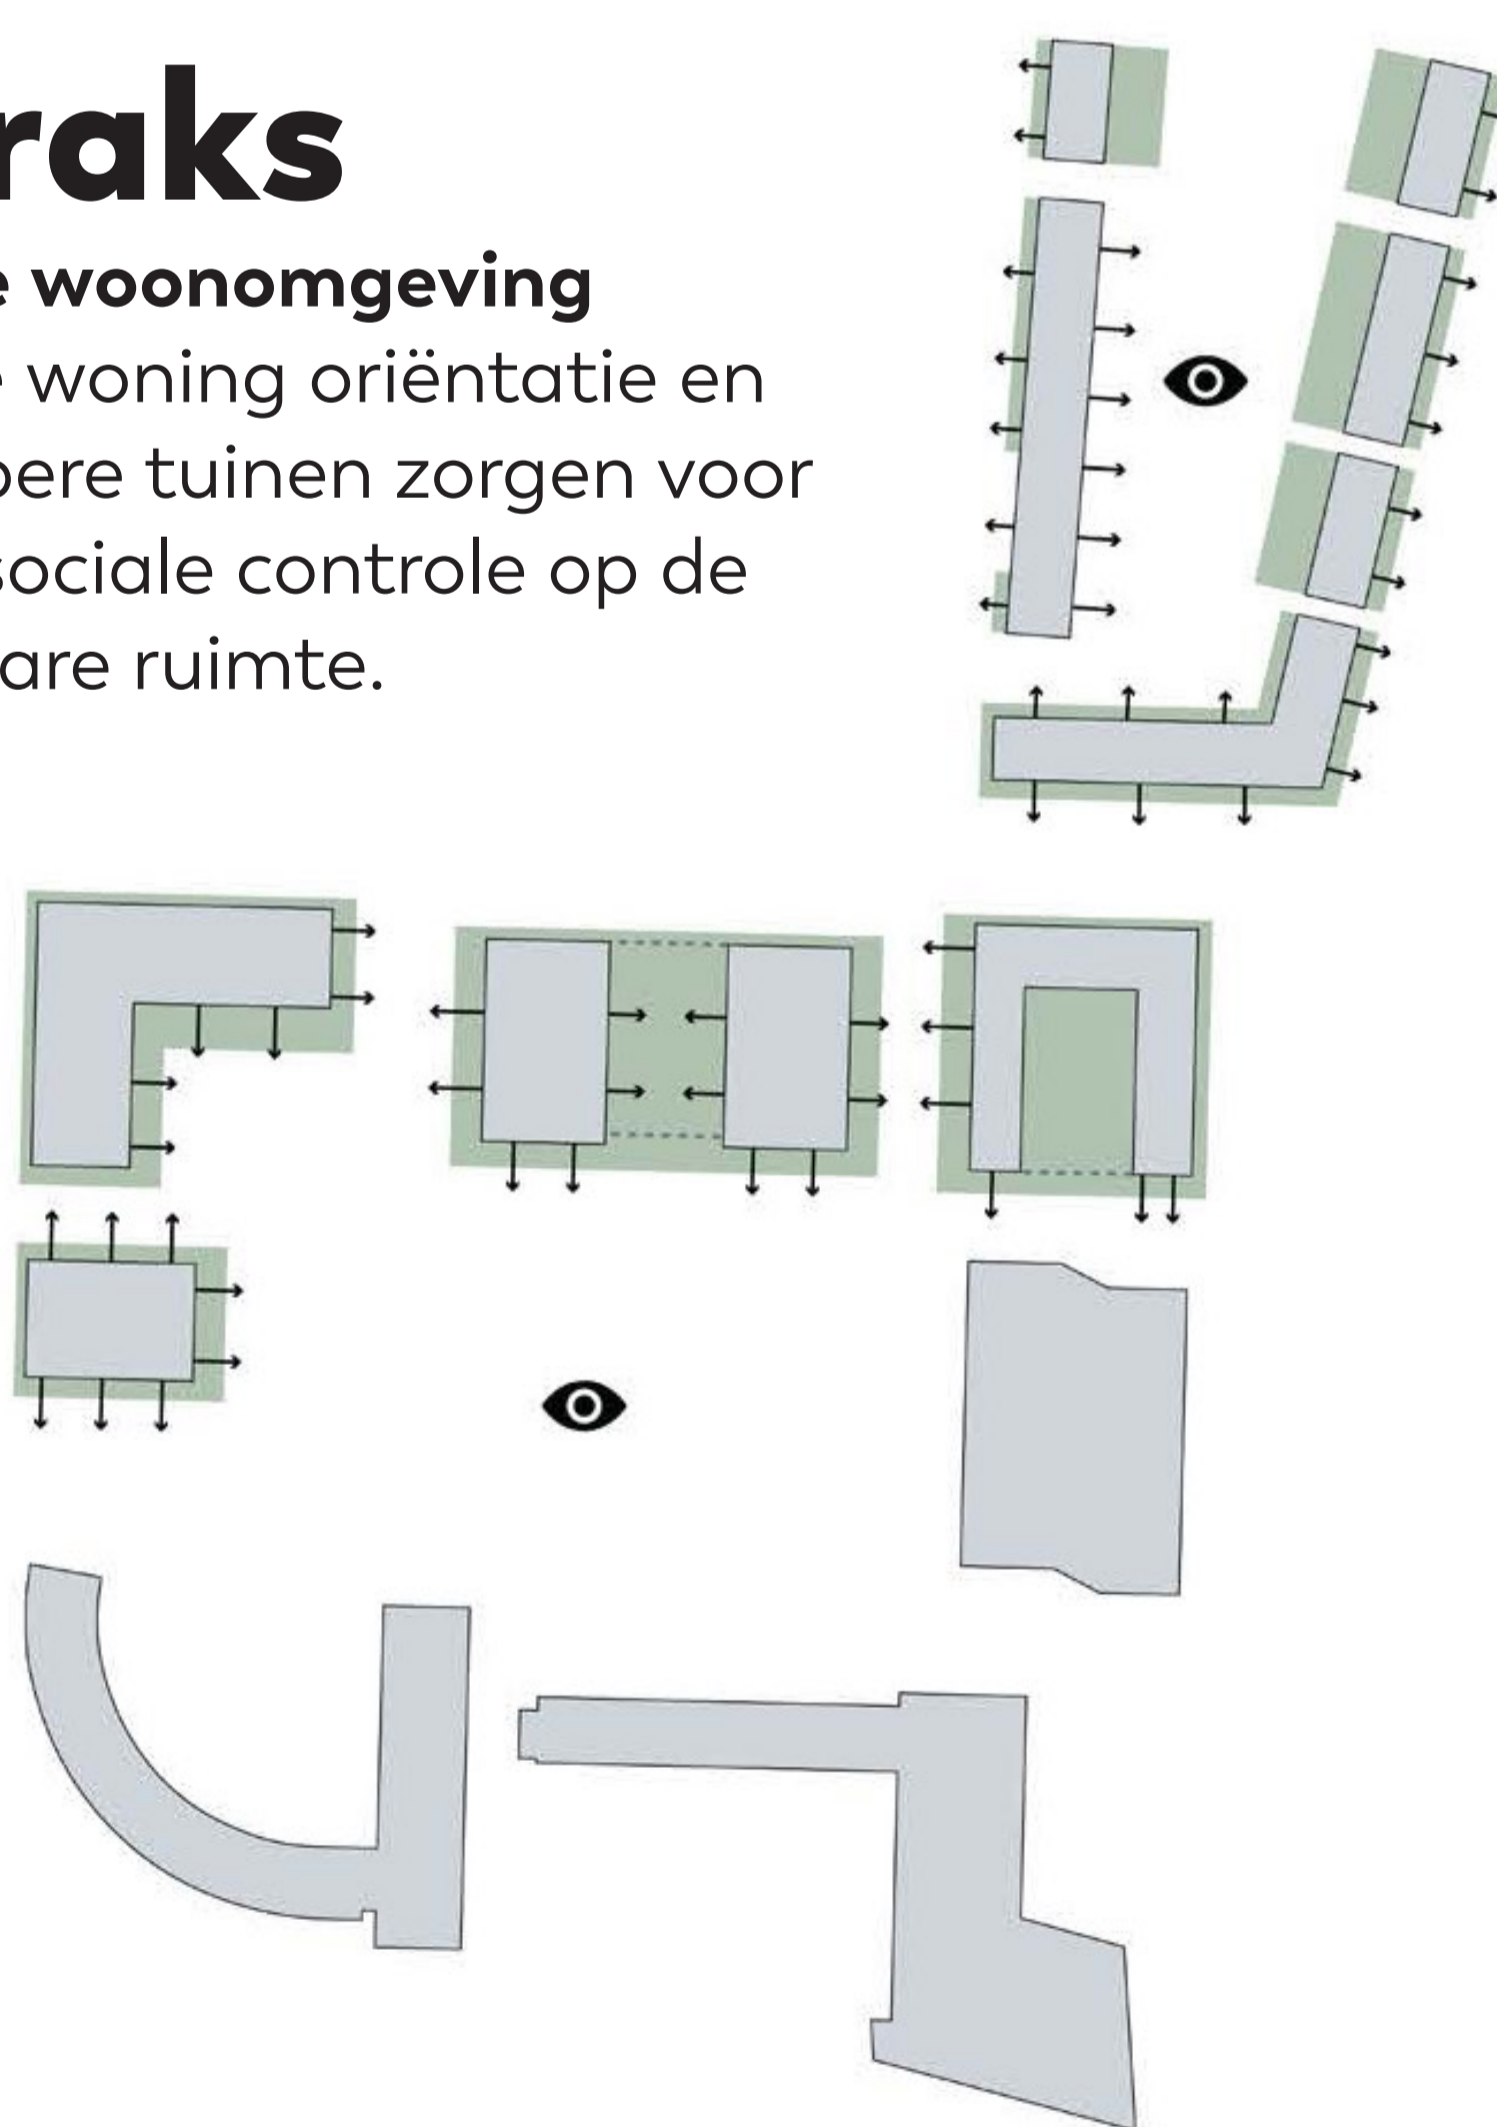 raks
e woonomgeving
e woning oriëntatie en
pere tuinen zorgen voor
sociale controle op de
are ruimte.